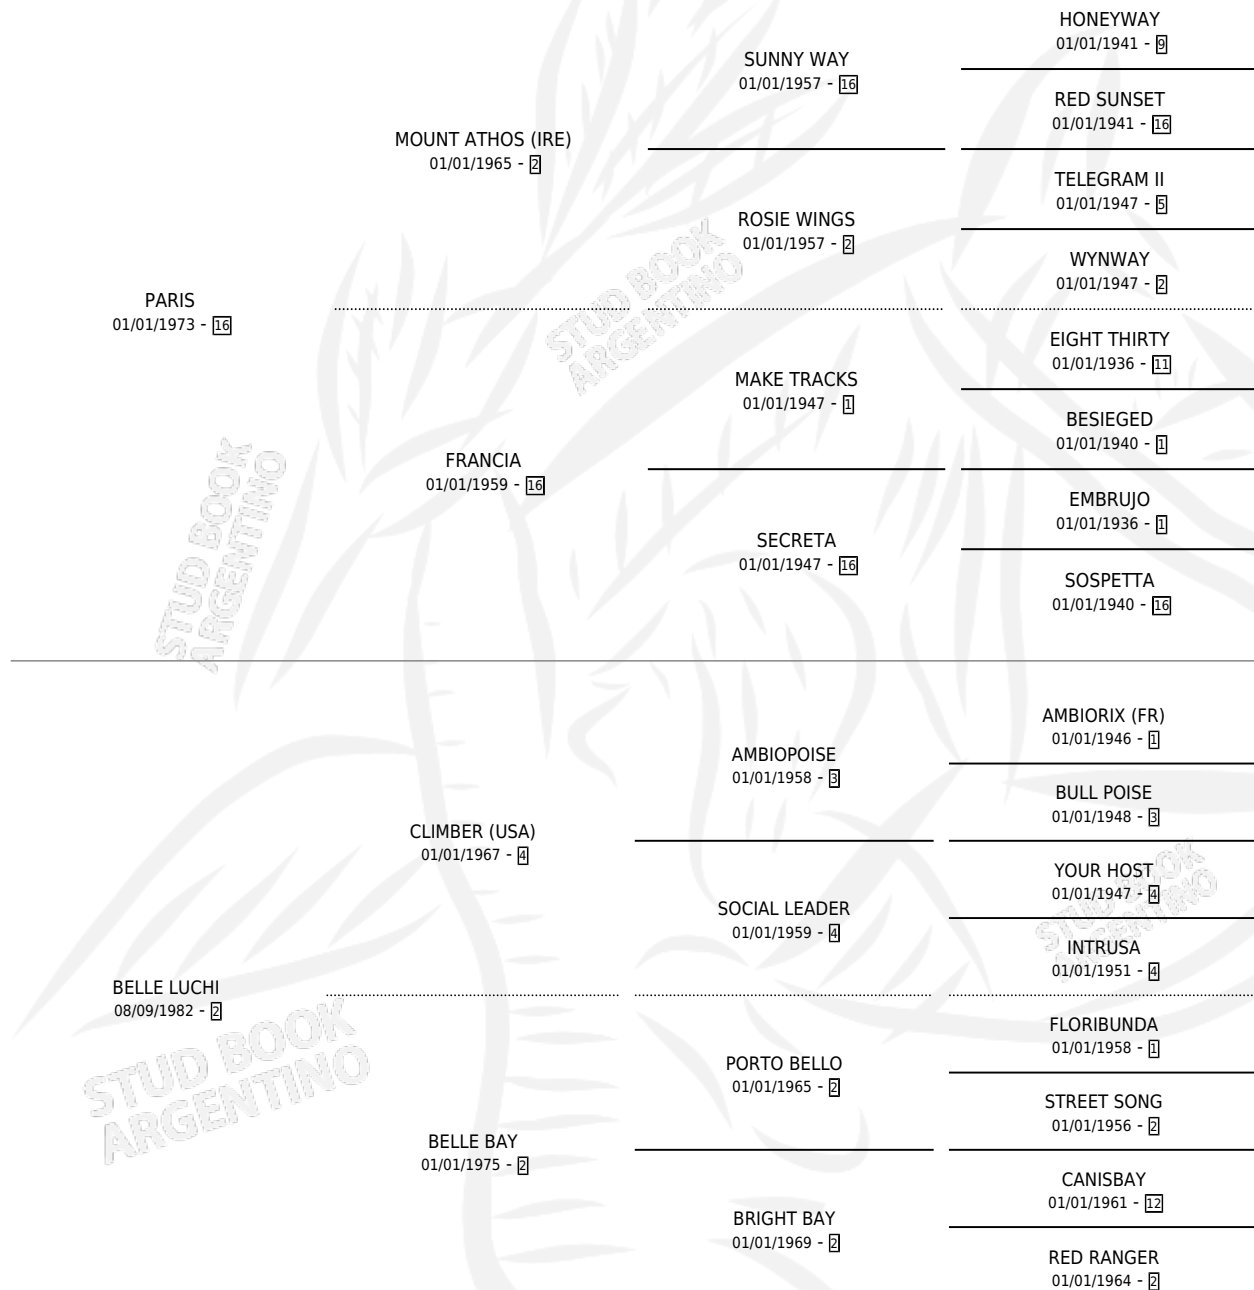 HONEYWAY
01/01/1941 - 9
SUNNY WAY
01/01/1957 - 16
RED SUNSET
01/01/1941 - 16
MOUNT ATHOS (IRE)
01/01/1965 - 2
TELEGRAM II
01/01/1947 - 5
ROSIE WINGS
01/01/1957 - 2
WYNWAY
01/01/1947 - 2
PARIS
01/01/1973 - 16
EIGHT THIRTY
01/01/1936 - 11
MAKE TRACKS
01/01/1947 - 1
BESIEGED
01/01/1940 - 1
FRANCIA
01/01/1959 - 16
EMBRUJO
01/01/1936 - 1
SECRETA
01/01/1947 - 16
SOSPETTA
01/01/1940 - 16
AMBIORIX (FR)
01/01/1946 - 1
AMBIOPOISE
01/01/1958 - 3
BULL POISE
01/01/1948 - 3
CLIMBER (USA)
01/01/1967 - 4
YOUR HOST
01/01/1947 - 4
SOCIAL LEADER
01/01/1959 - 4
INTRUSA
01/01/1951 - 4
BELLE LUCHI
08/09/1982 - 2
FLORIBUNDA
01/01/1958 - 1
PORTO BELLO
01/01/1965 - 2
STREET SONG
01/01/1956 - 2
BELLE BAY
01/01/1975 - 2
CANISBAY
01/01/1961 - 12
BRIGHT BAY
01/01/1969 - 2
RED RANGER
01/01/1964 - 2
STUD BOOK
ARGENTINO
STUD BOOK
ARGENTINO
STUD BOOK
ARGENTINO
STUD BOOK
ARGENTINO